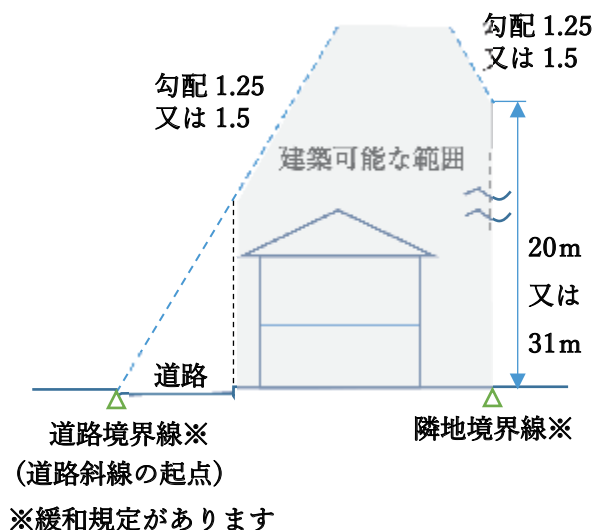 勾配 1.25
又は 1.5
勾配 1.25
又は 1.5
建築可能な範囲
20m
又は
31m
道路
道路境界線※
（道路斜線の起点）
隣地境界線※
※緩和規定があります